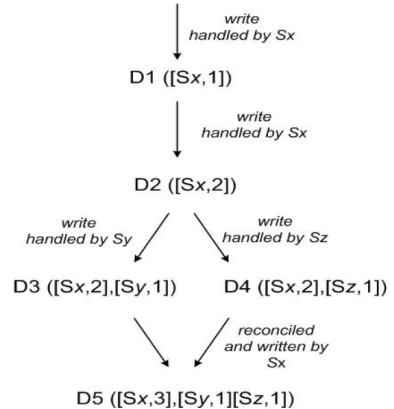 write
handled by Sx
D1 ([Sx,1])
write
handled by Sx
D2 ([Sx,2])
write
handled by Sy
write
handled by Sz
D3 ([Sx,2],[Sy,1])
D4 ([Sx,2],[Sz,1])
reconciled
and written by
Sx
D5 ([Sx,3],[Sy,1][Sz,1])